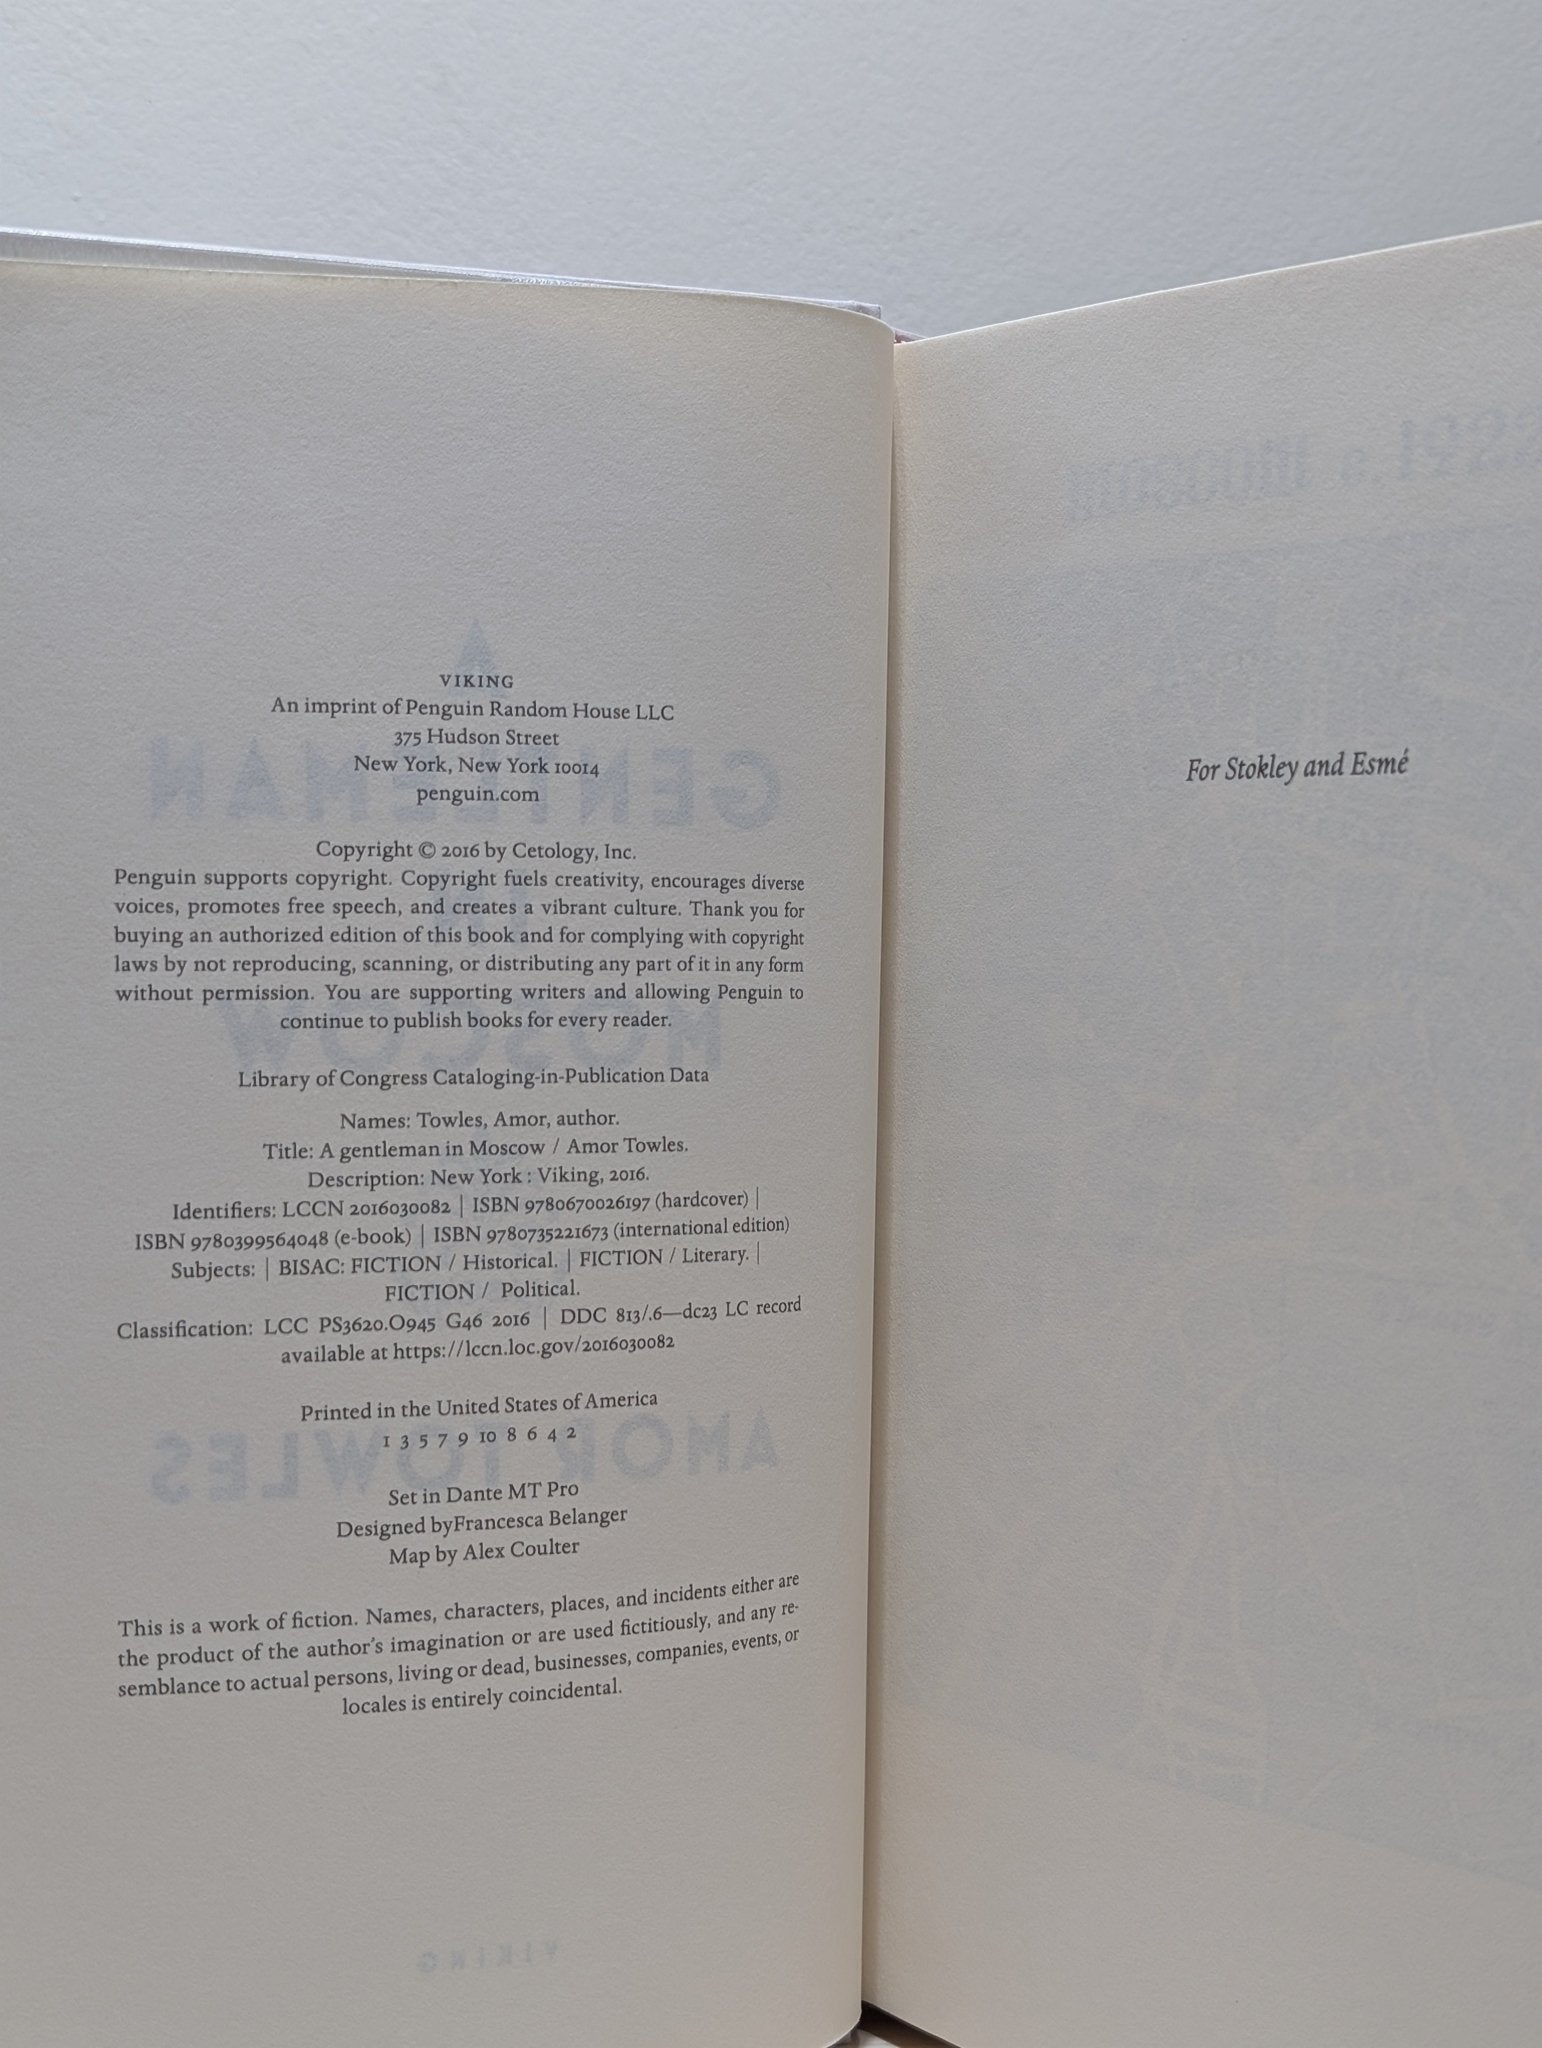 VIKING
An imprint of Penguin Random House LLC
375 Hudson Street
New York, New York 10014
penguin.com
Copyright © 2016 by Cetology, Inc.
Penguin supports copyright. Copyright fuels creativity, encourages diverse
voices, promotes free speech, and creates a vibrant culture. Thank you for
buying an authorized edition of this book and for complying with copyright
laws by not reproducing, scanning, or distributing any part of it in any form
without permission. You are supporting writers and allowing Penguin to
continue to publish books for every reader.
Library of Congress Cataloging-in-Publication Data
Names: Towles, Amor, author.
Title: A gentleman in Moscow / Amor Towles.
Description: New York : Viking, 2016.
Identifiers: LCCN 2016030082 | ISBN 9780670026197 (hardcover) |
ISBN 9780399564048 (e-book) | ISBN 9780735221673 (international edition)
Subjects: | BISAC: FICTION / Historical. | FICTION / Literary. |
FICTION / Political.
Classification: LCC PS3620.O945 G46 2016 | DDC 813/.6—dc23 LC record
available at https://lccn.loc.gov/2016030082
Printed in the United States of America
1 3 5 7 9 10 8 6 4 2
Set in Dante MT Pro
Designed byFrancesca Belanger
Map by Alex Coulter
This is a work of fiction. Names, characters, places, and incidents either are
the product of the author's imagination or are used fictitiously, and any re-
semblance to actual persons, living or dead, businesses, companies, events, or
locales is entirely coincidental.
For Stokley and Esmé